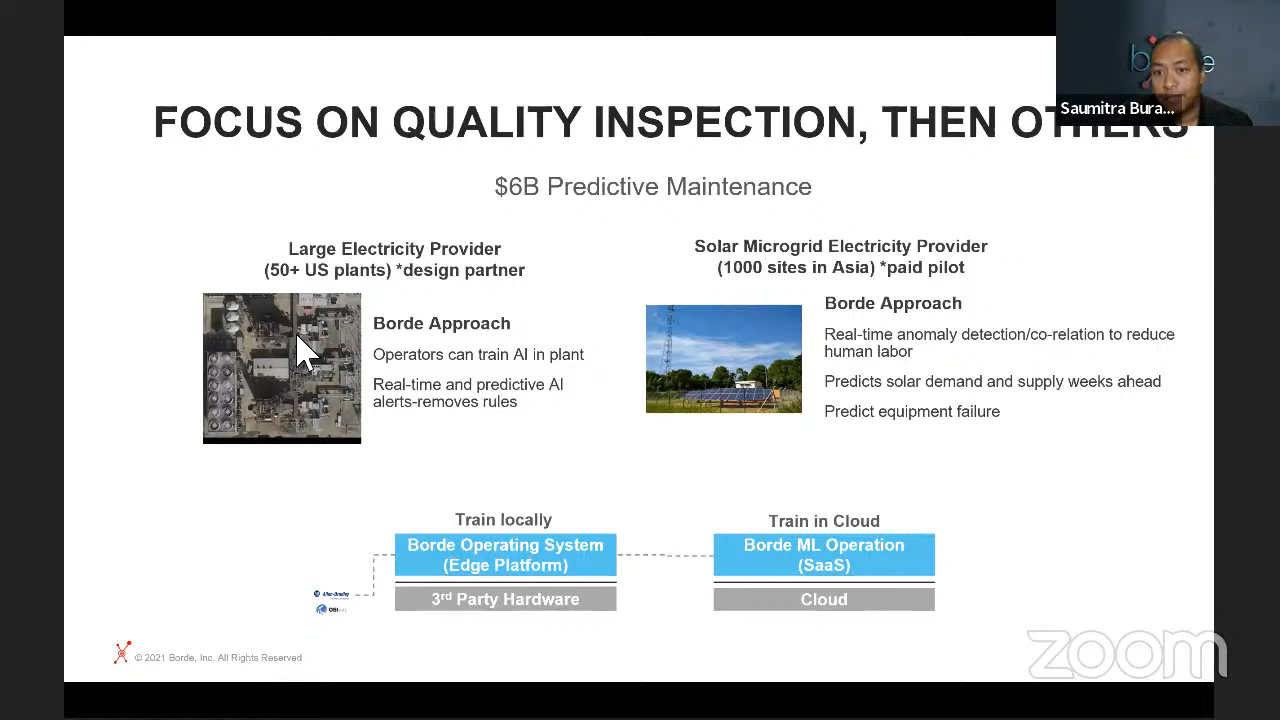 FOCUS ON QUALITY INSPECTION, THEN OTHERS
Saumitra Bura...
$6B Predictive Maintenance
Large Electricity Provider
(50+ US plants) *design partner
Borde Approach
Operators can train AI in plant
Real-time and predictive AI
alerts-removes rules
Solar Microgrid Electricity Provider
(1000 sites in Asia) *paid pilot
Borde Approach
Real-time anomaly detection/co-relation to reduce
human labor
Predicts solar demand and supply weeks ahead
Predict equipment failure
Train locally
Borde Operating System
(Edge Platform)
3rd Party Hardware
Train in Cloud
Borde ML Operation
(SaaS)
Cloud
Allen-Bradley
OSI
© 2021 Borde, Inc. All Rights Reserved
zoom